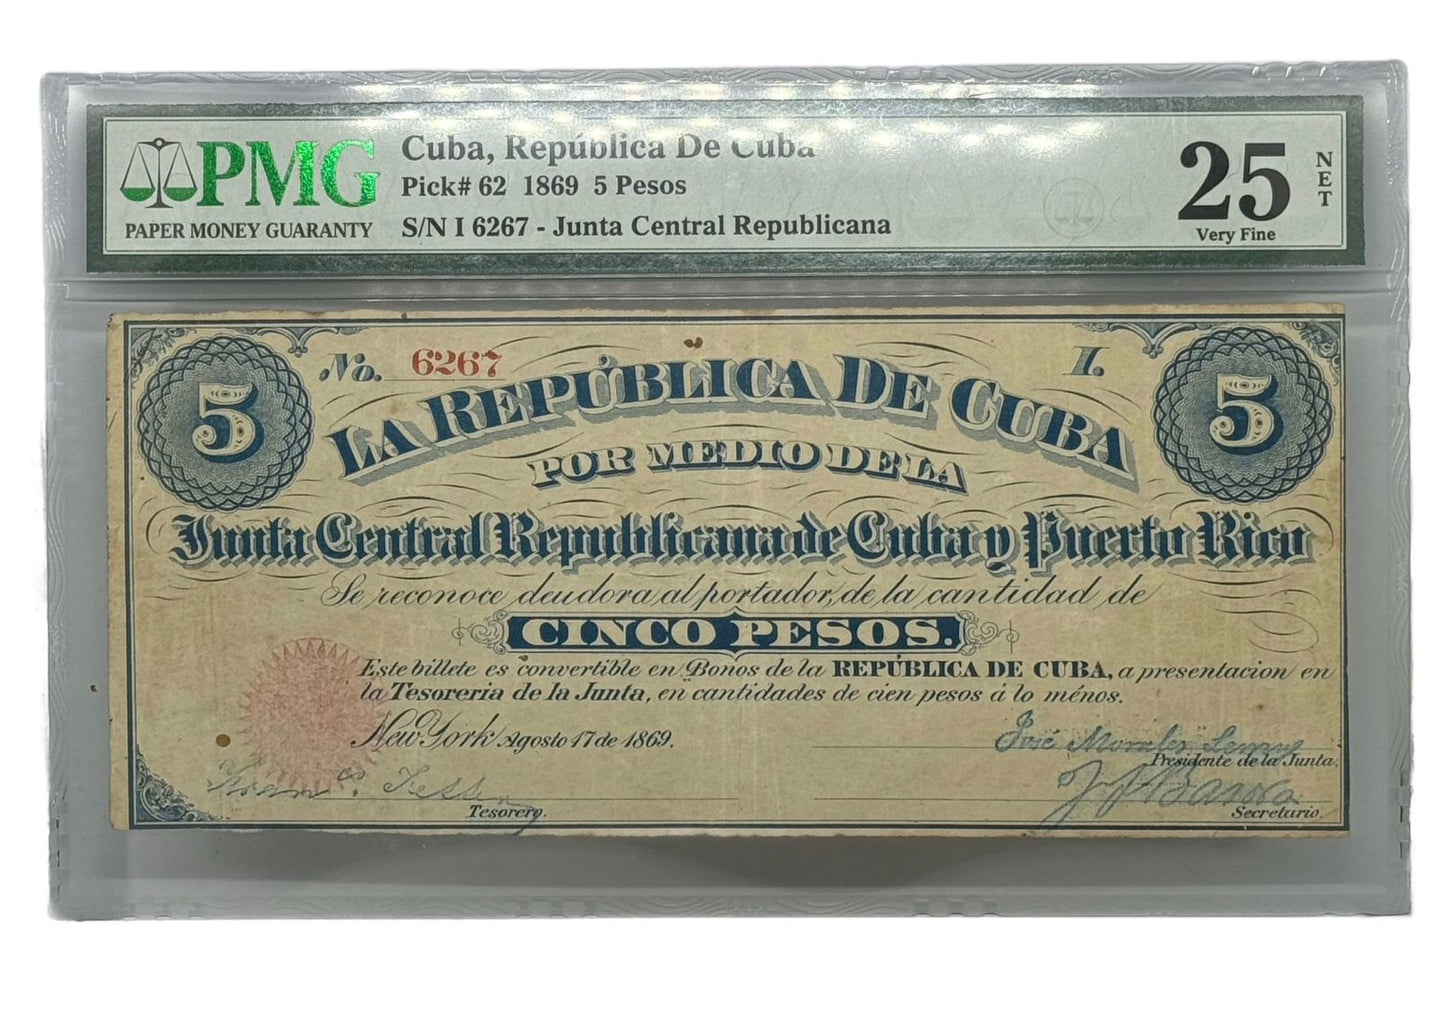 PMG
PAPER MONEY GUARANTY
Cuba, República De Cuba
Pick# 62 1869 5 Pesos
S/N I 6267 - Junta Central Republicana
25
Very Fine
NET
5
No. 6267
I.
5
LA REPÚBLICA DE CUBA
POR MEDIO DE LA
Junta Central Republicana de Cuba y Puerto Rico
Se reconoce deudora al portador, de la cantidad de
CINCO PESOS.
Este billete es convertible en Bonos de la REPÚBLICA DE CUBA, a presentacion en
la Tesoreria de la Junta, en cantidades de cien pesos á lo ménos.
New York Agosto 17 de 1869.
José Morales Lemus
Presidente de la Junta.
Tesorero.
Secretario.